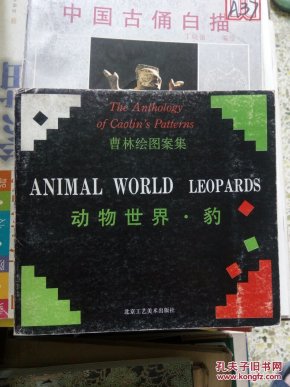 中国古俑白描
A37
The Anthology
of Caolin's Patterns
曹林绘图案集
ANIMAL WORLD LEOPARDS
动物世界·豹
北京工艺美术出版社
孔夫子旧书网